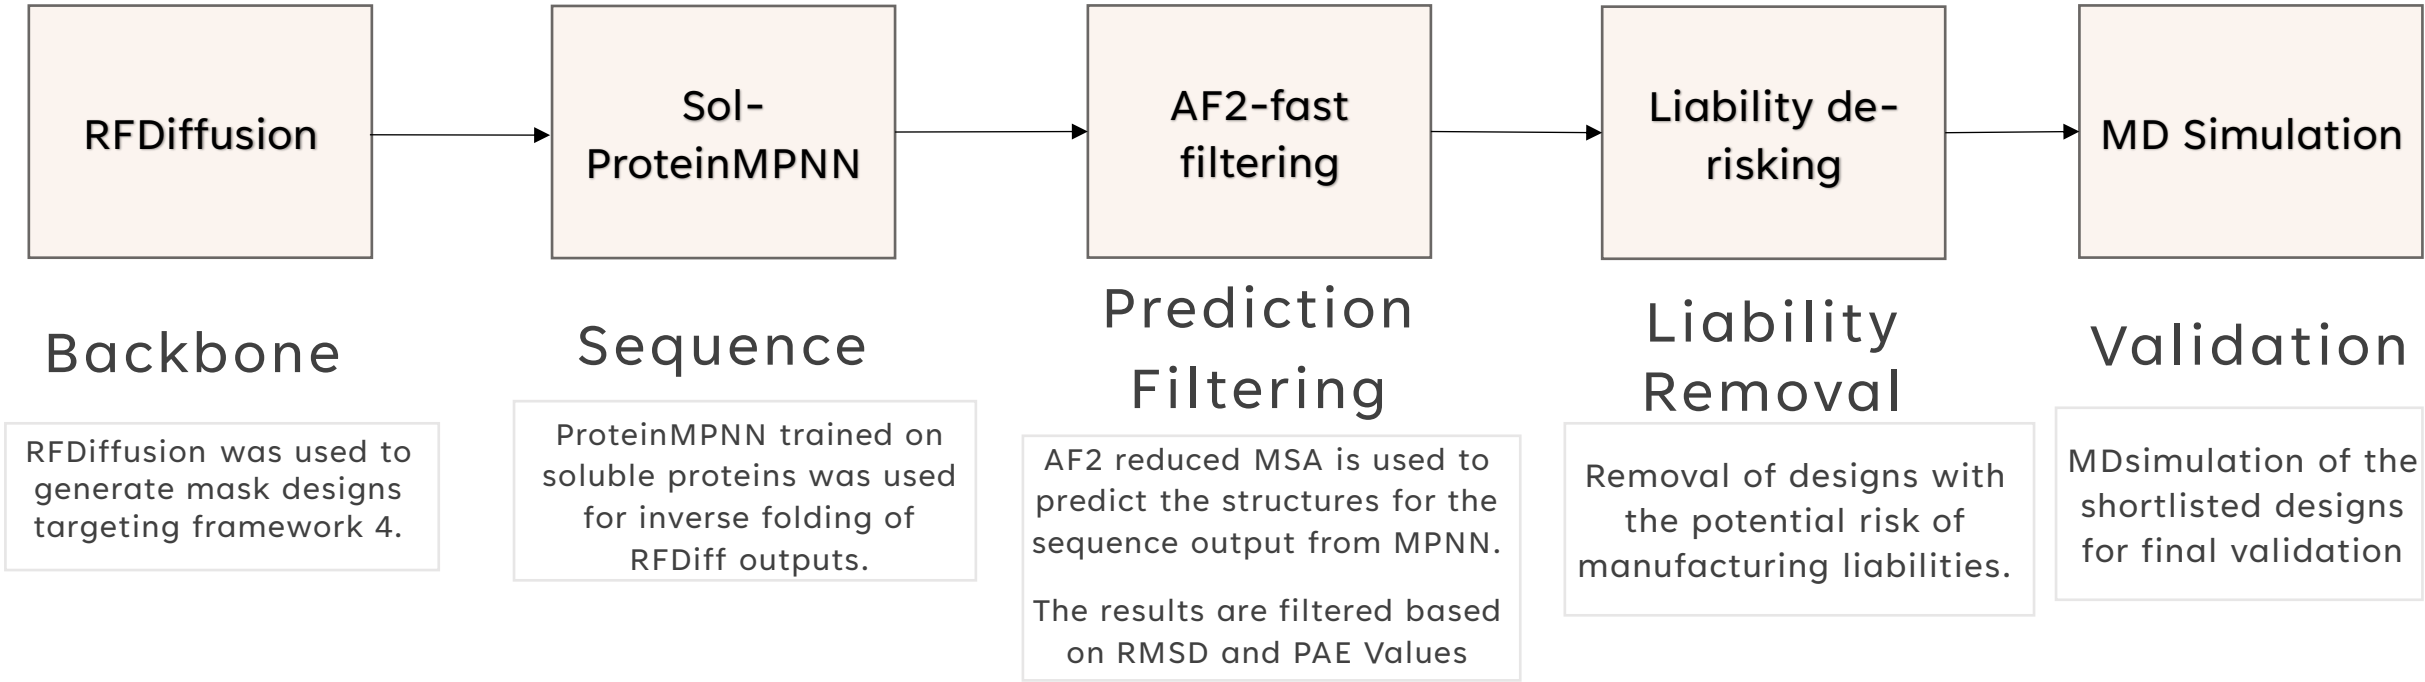 RFDiffusion
Sol-
ProteinMPNN
AF2-fast
filtering
Liability de-
risking
MD Simulation
Backbone
Sequence
Prediction
Filtering
Liability
Removal
Validation
RFDiffusion was used to
generate mask designs
targeting framework 4.
ProteinMPNN trained on
soluble proteins was used
for inverse folding of
RFDiff outputs.
AF2 reduced MSA is used to
predict the structures for the
sequence output from MPNN.
The results are filtered based
on RMSD and PAE Values
Removal of designs with
the potential risk of
manufacturing liabilities.
MDsimulation of the
shortlisted designs
for final validation